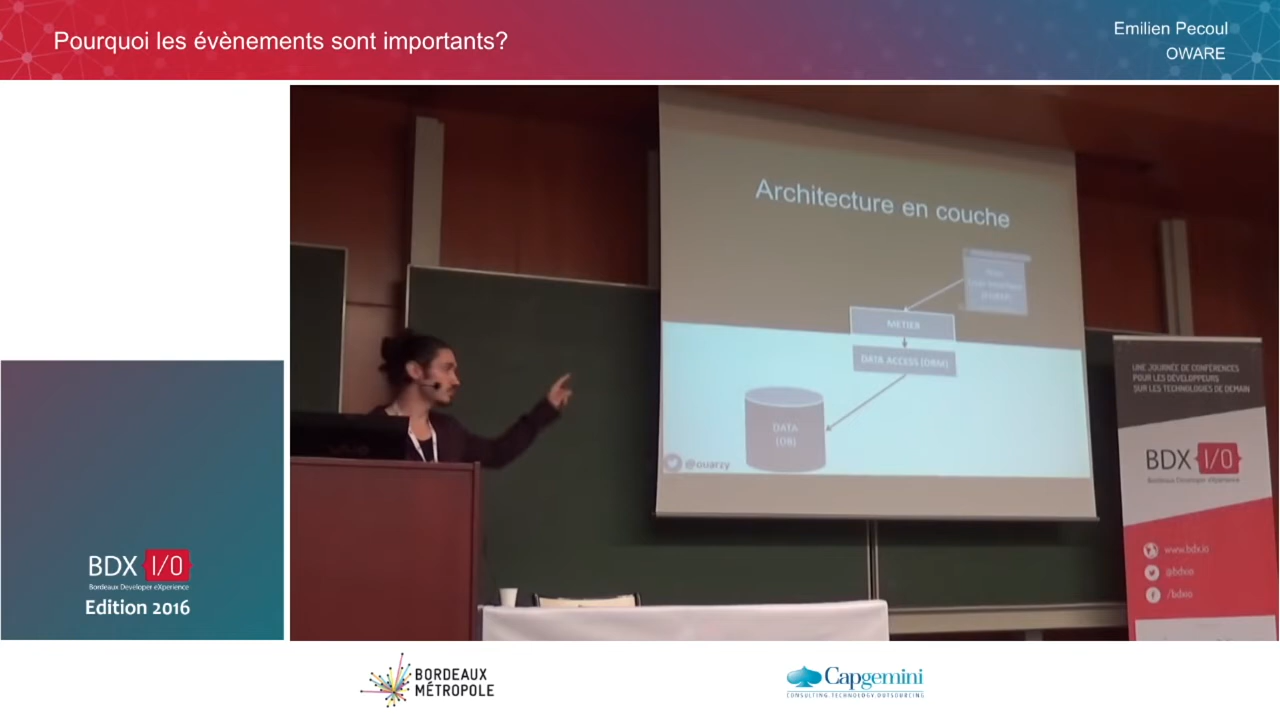 Pourquoi les évènements sont importants?
Emilien Pecoul
OWARE
Architecture en couche
METIER
DATA ACCESS (ORM)
DATA
(DB)
@ouarzy
UNE JOURNÉE DE CONFÉRENCES
POUR LES DÉVELOPPEURS
SUR LES TECHNOLOGIES DE DEMAIN
BDX I/O
Bordeaux Developer eXperience
www.bdx.io
@bdxio
/bdxio
BDX I/O
Bordeaux Developer eXperience
Edition 2016
BORDEAUX
MÉTROPOLE
Capgemini
CONSULTING.TECHNOLOGY.OUTSOURCING